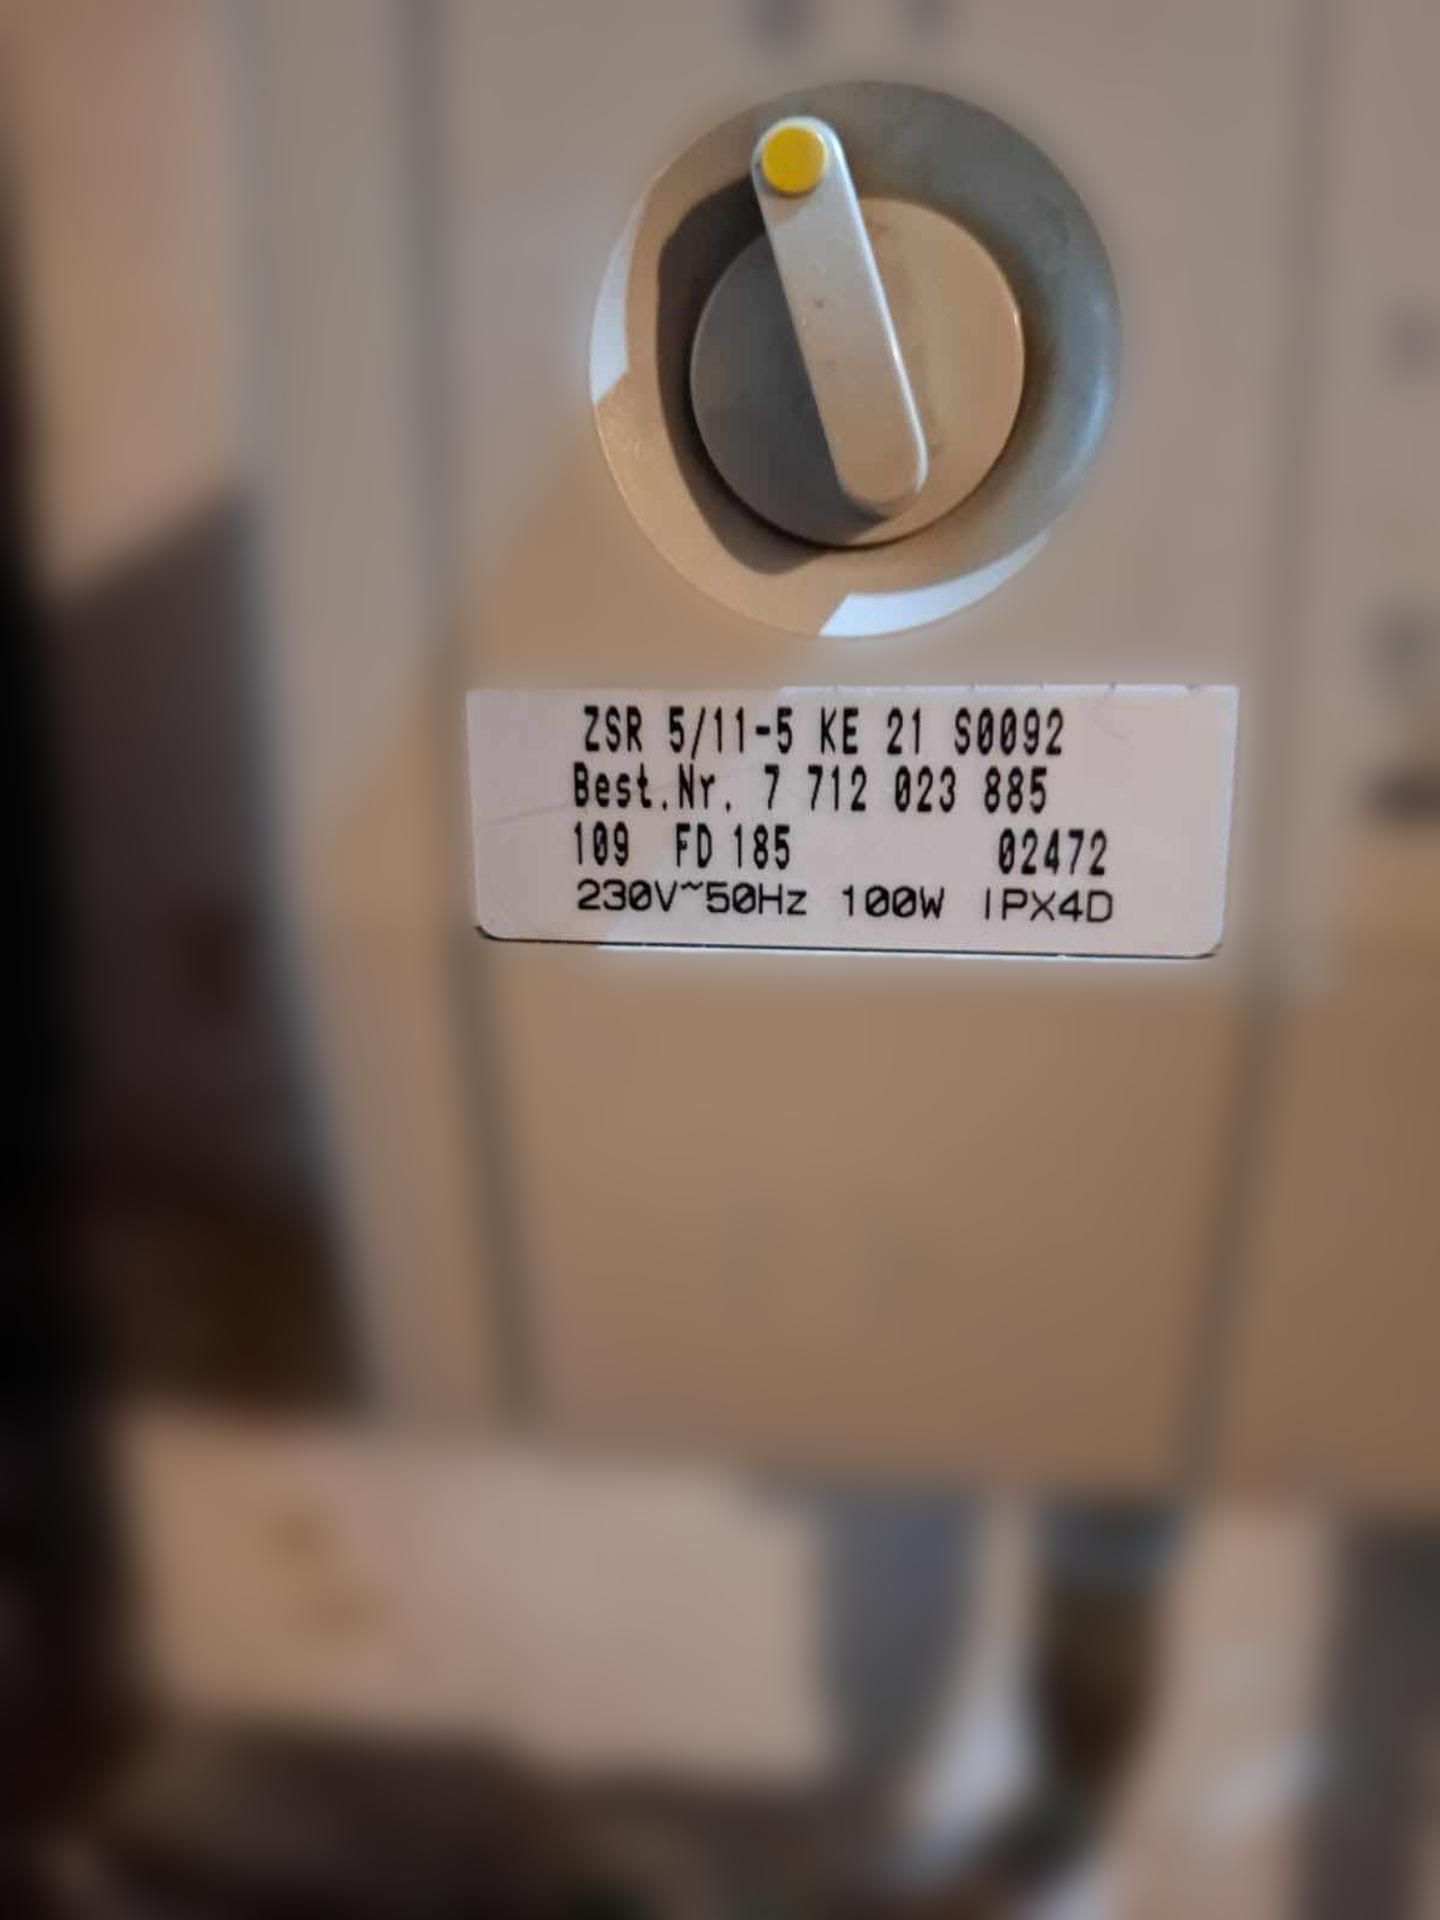 ZSR 5/11-5 KE 21 S0092
Best.Nr. 7 712 023 885
109 FD 185 02472
230V~50Hz 100W IPX4D